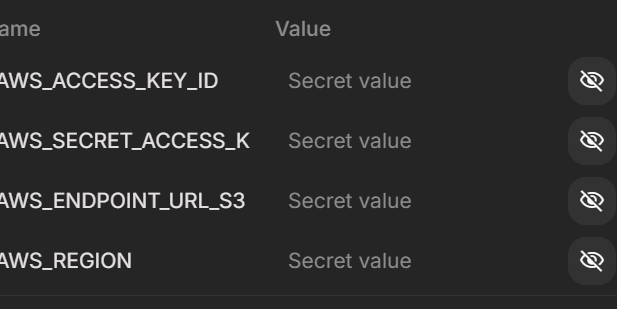 ame Value
AWS_ACCESS_KEY_ID Secret value
AWS_SECRET_ACCESS_K Secret value
AWS_ENDPOINT_URL_S3 Secret value
AWS_REGION Secret value